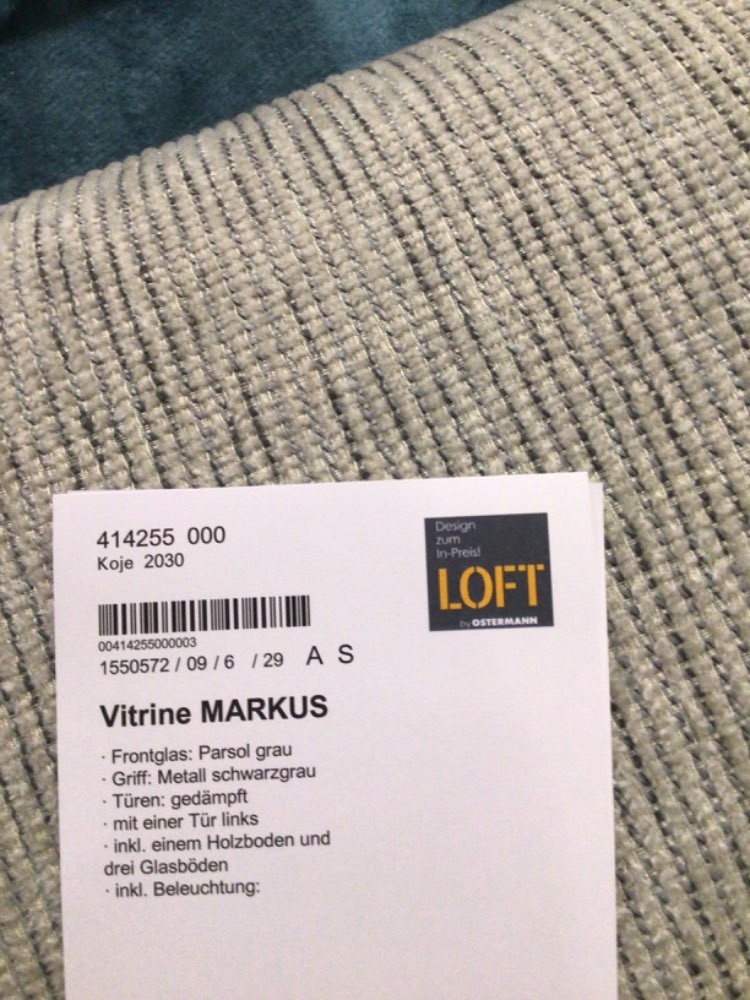 414255 000
Koje 2030
Design
zum
In-Preis!
LOFT
by OSTERMANN
00414255000003
1550572 / 09 / 6 / 29 A S
Vitrine MARKUS
· Frontglas: Parsol grau
· Griff: Metall schwarzgrau
· Türen: gedämpft
· mit einer Tür links
· inkl. einem Holzboden und
drei Glasböden
· inkl. Beleuchtung: